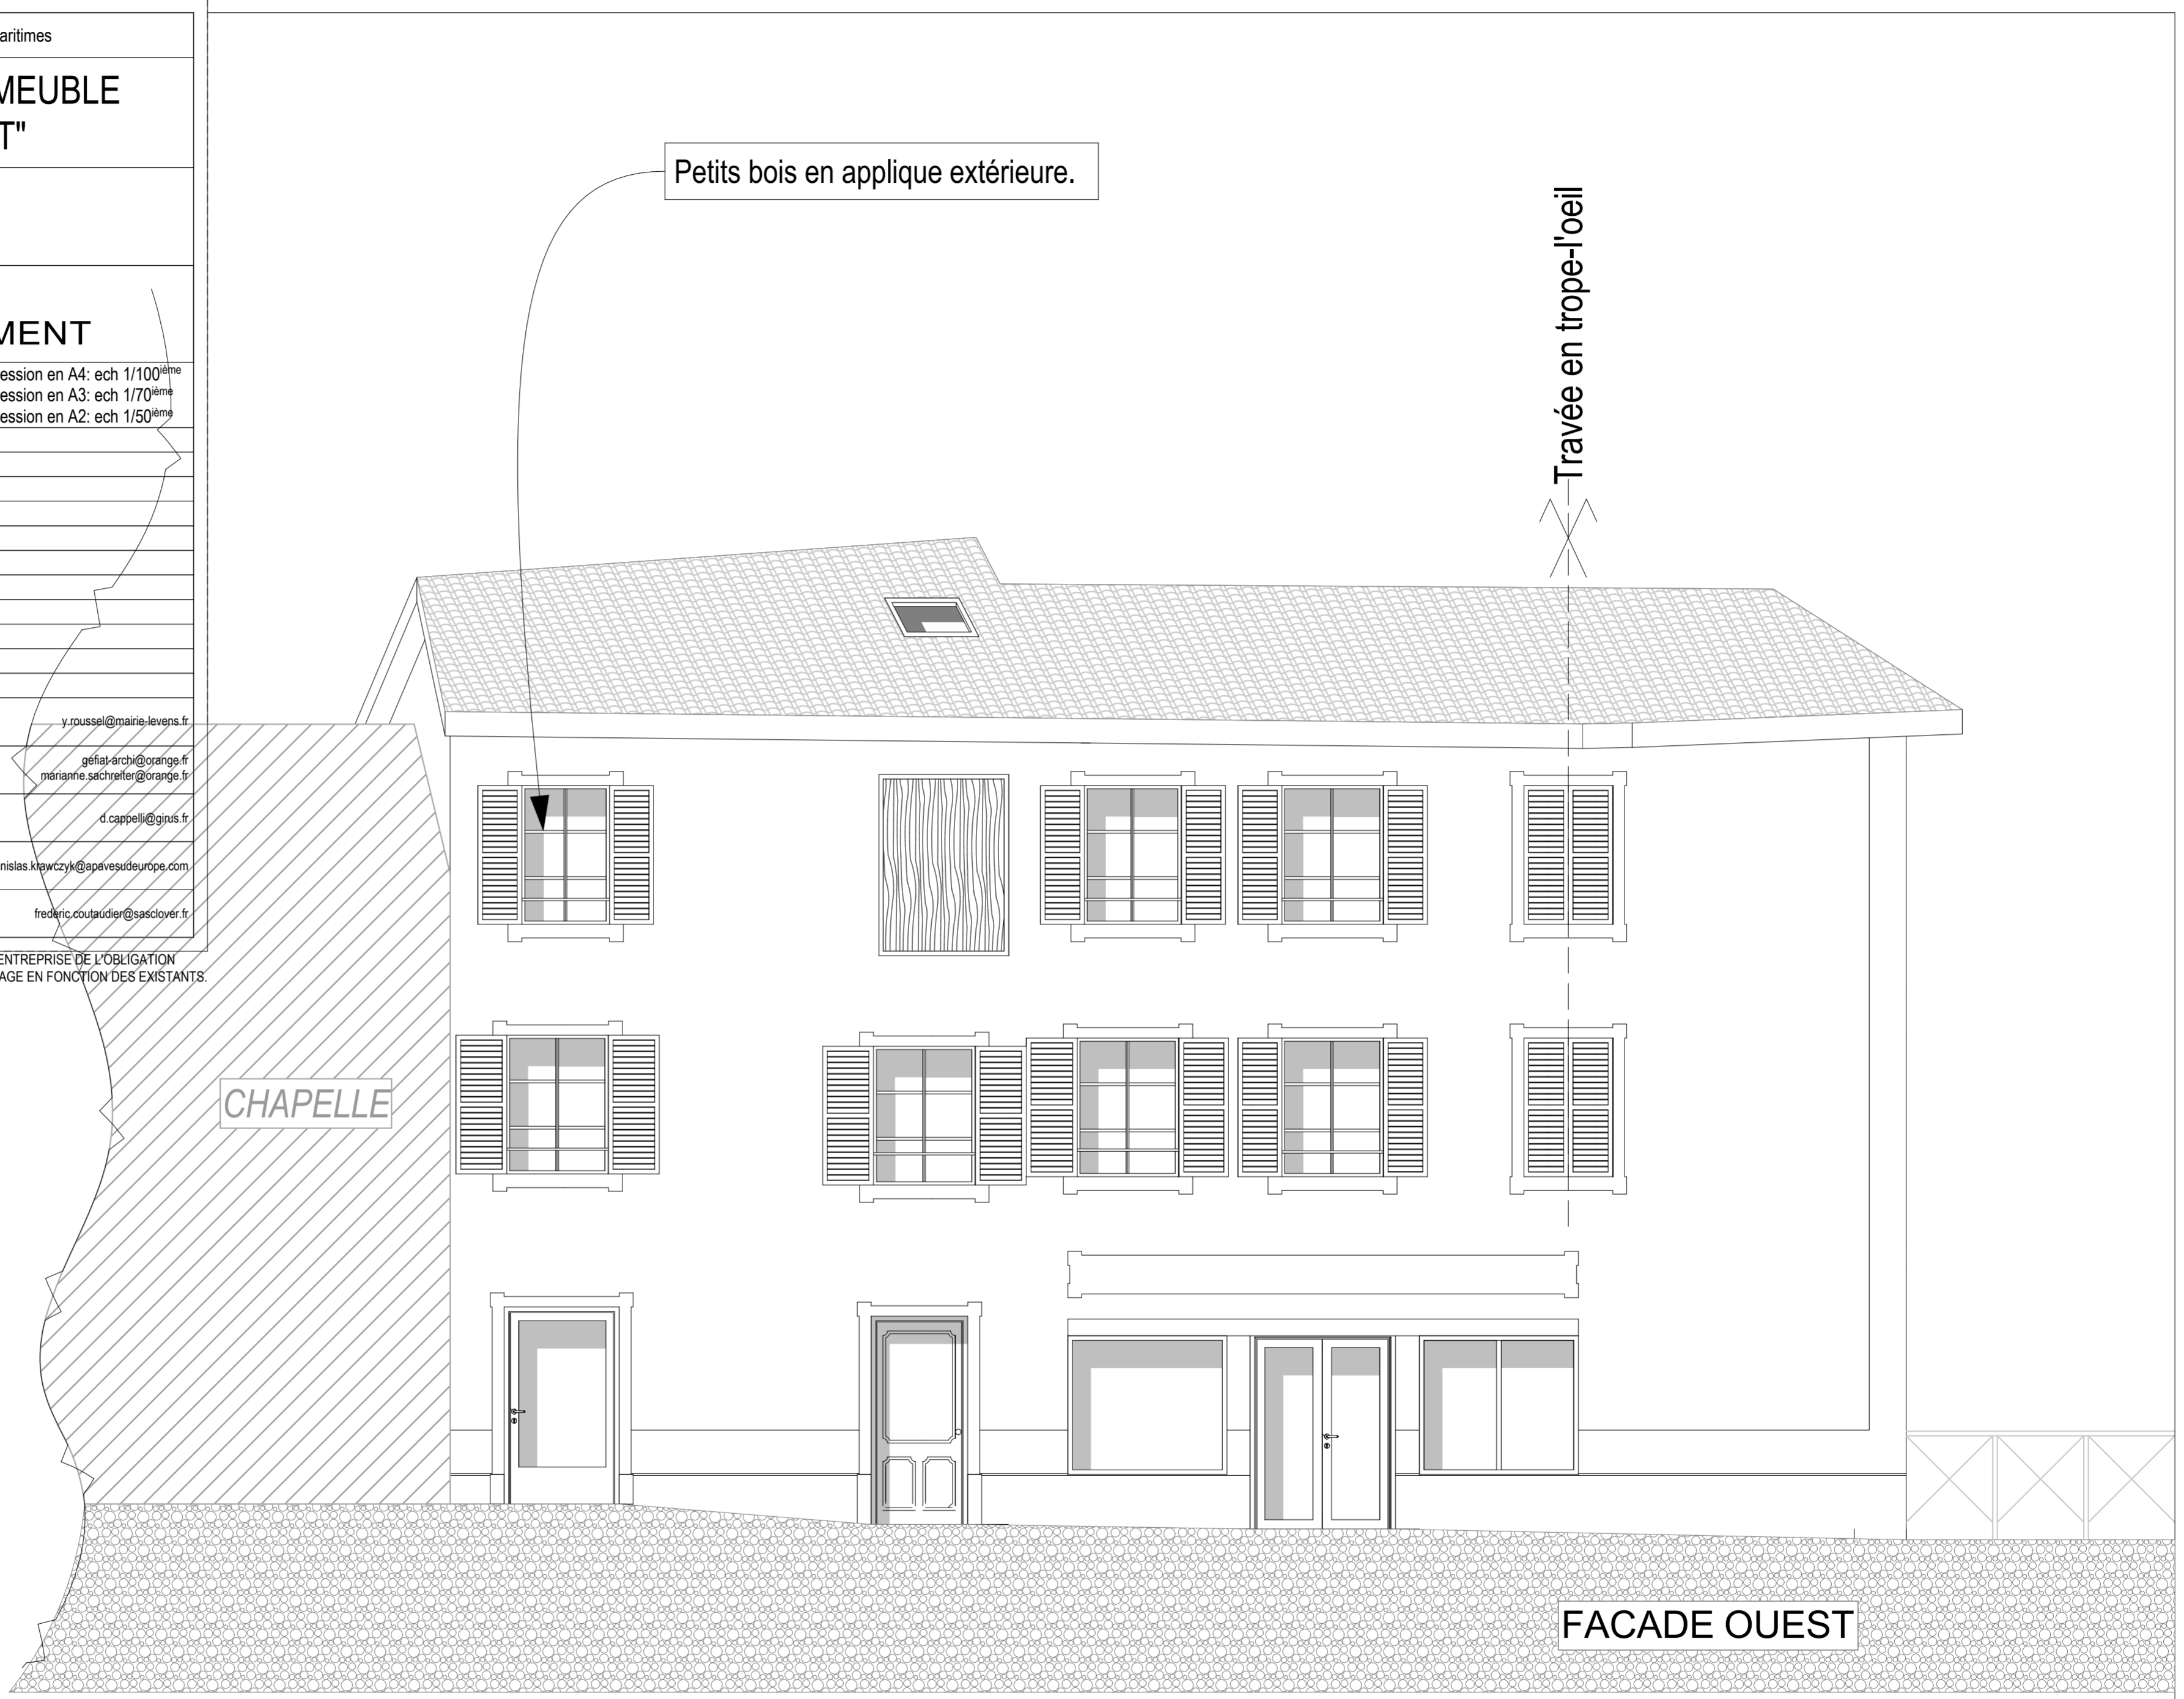 aritimes
MEUBLE
T"
MENT
ession en A4: ech 1/100ième
ession en A3: ech 1/70ième
ession en A2: ech 1/50ième
y.roussel@mairie-levens.fr
gefiat-archi@orange.fr
marianne.sachreiter@orange.fr
d.cappelli@girus.fr
nislas.krawczyk@apavesudeurope.com
frederic.coutaudier@sasclover.fr
ENTREPRISE DE L'OBLIGATION
AGE EN FONCTION DES EXISTANTS.
Petits bois en applique extérieure.
Travée en trope-l'oeil
CHAPELLE
FACADE OUEST